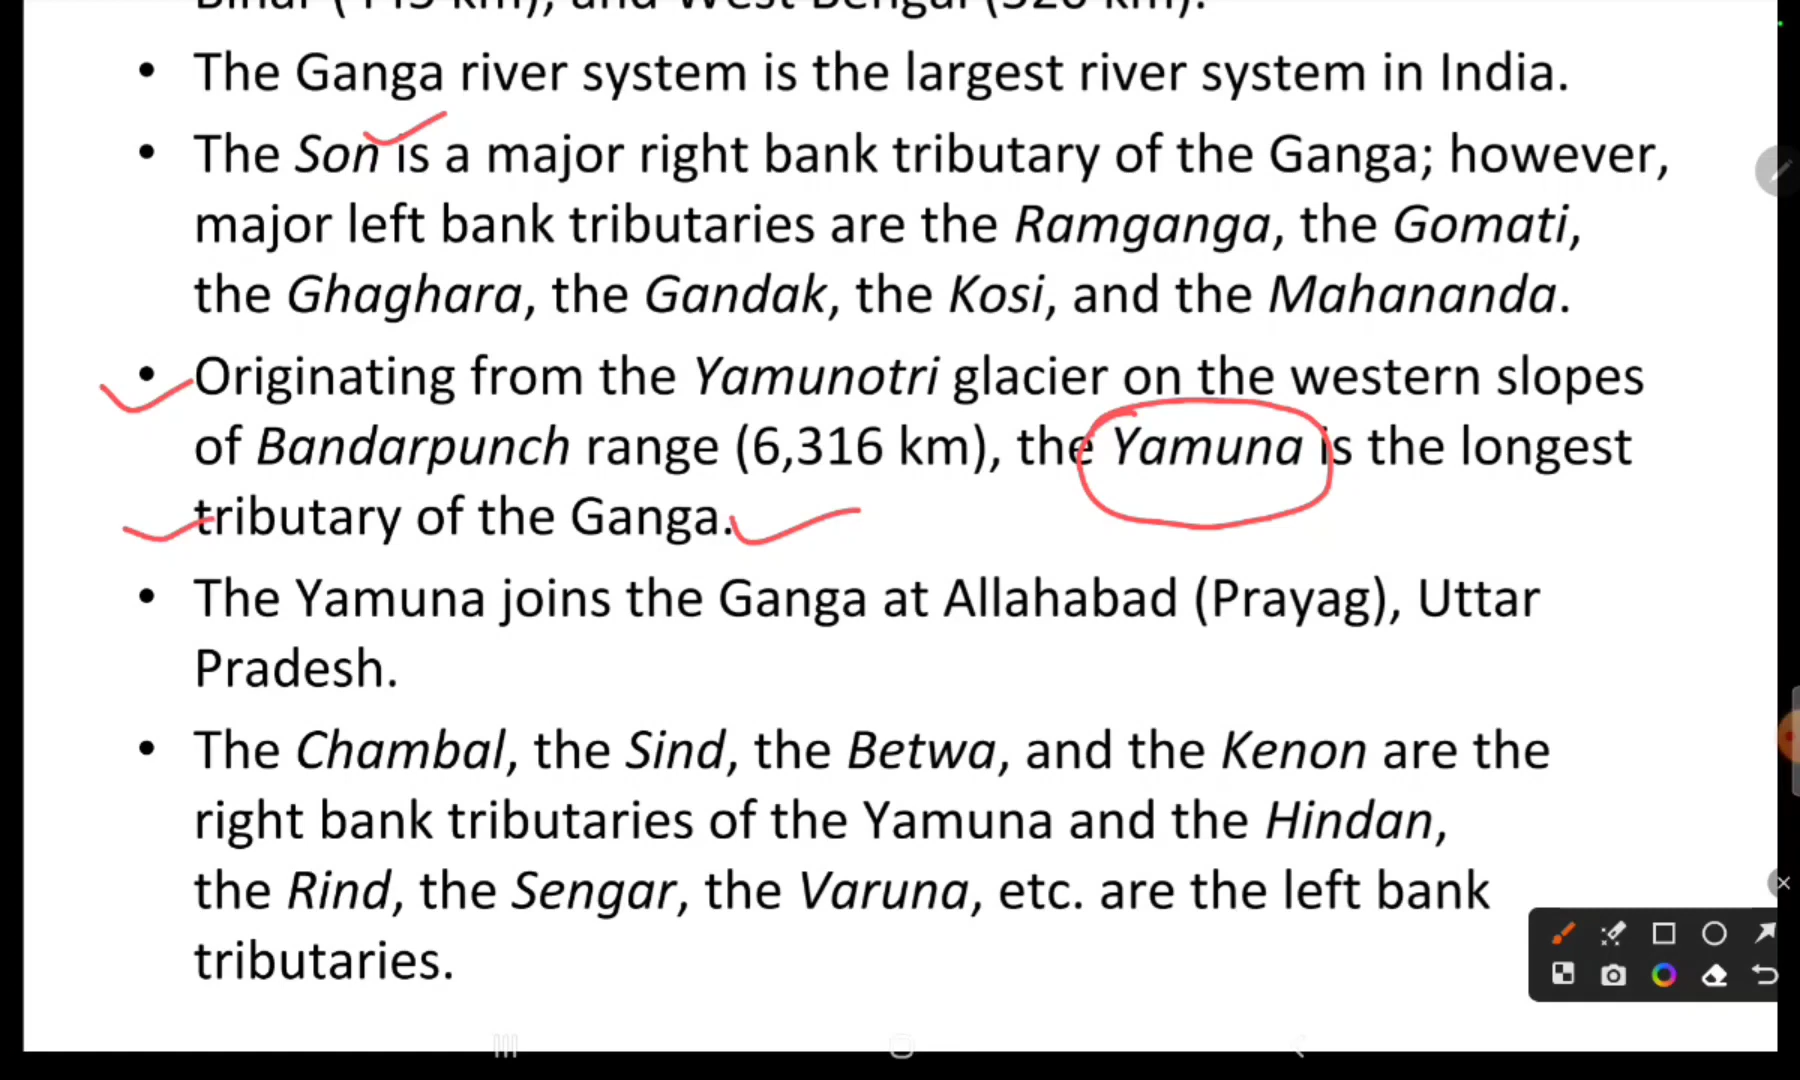 • The Ganga river system is the largest river system in India.
• The Son is a major right bank tributary of the Ganga; however,
major left bank tributaries are the Ramganga, the Gomati,
the Ghaghara, the Gandak, the Kosi, and the Mahananda.
• Originating from the Yamunotri glacier on the western slopes
of Bandarpunch range (6,316 km), the Yamuna is the longest
tributary of the Ganga.
• The Yamuna joins the Ganga at Allahabad (Prayag), Uttar
Pradesh.
• The Chambal, the Sind, the Betwa, and the Kenon are the
right bank tributaries of the Yamuna and the Hindan,
the Rind, the Sengar, the Varuna, etc. are the left bank
tributaries.